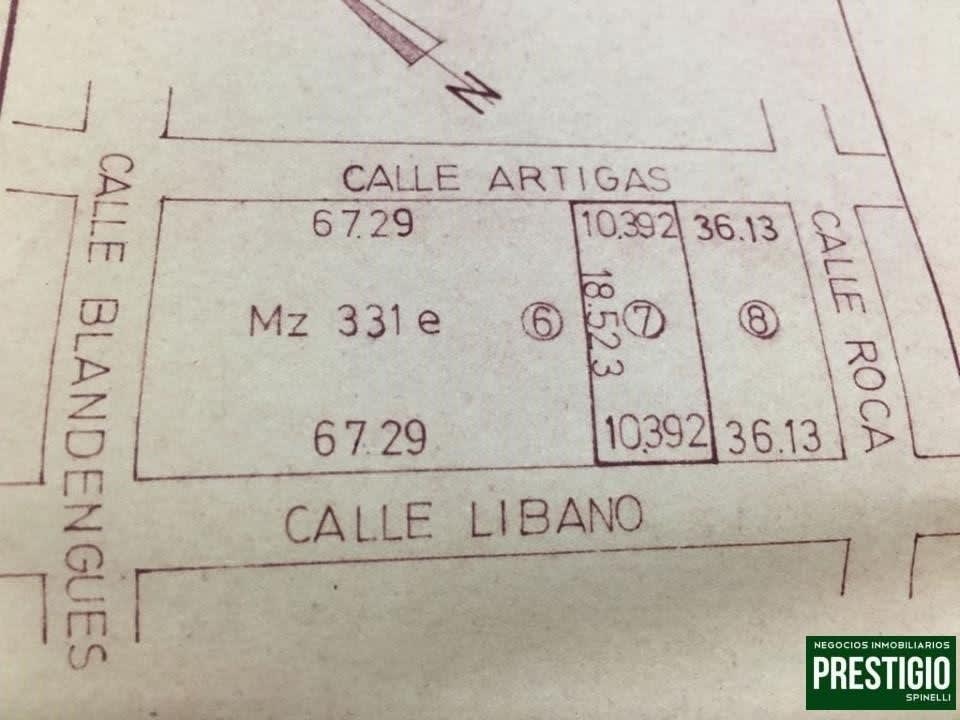 N
CALLE ARTIGAS
67.29
10.392
36.13
CALLE BLANDENGUES
Mz 331e
6
18.523
7
8
CALLE ROCA
67.29
10.392
36.13
CALLE LIBANO
NEGOCIOS INMOBILIARIOS
PRESTIGIO
SPINELLI